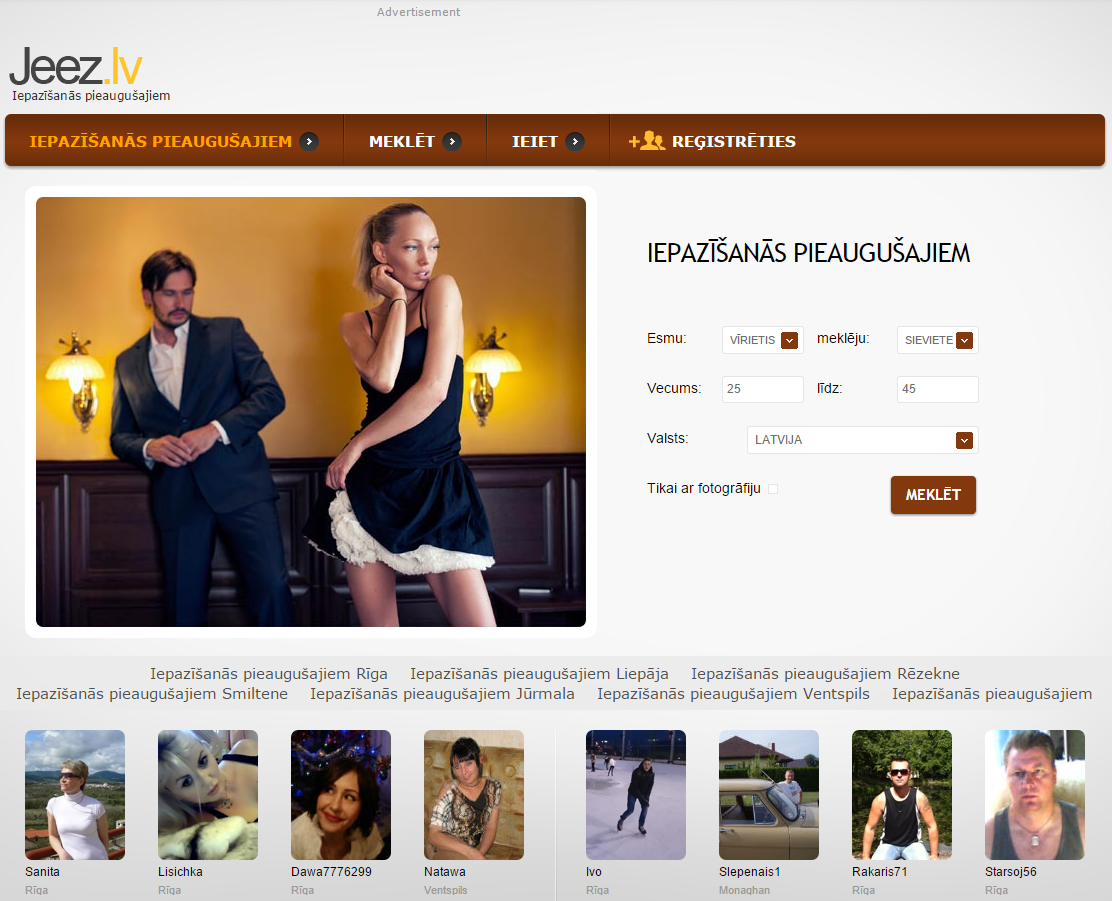 Advertisement
Jeez.lv
Iepazīšanās pieaugušajiem
IEPAZĪŠANĀS PIEAUGUŠAJIEM MEKLĒT IEIET REĢISTRĒTIES
IEPAZĪŠANĀS PIEAUGUŠAJIEM
Esmu: VĪRIETIS meklēju: SIEVIETE
Vecums: 25 līdz: 45
Valsts: LATVIJA
Tikai ar fotogrāfiju MEKLĒT
Iepazīšanās pieaugušajiem Rīga Iepazīšanās pieaugušajiem Liepāja Iepazīšanās pieaugušajiem Rēzekne
Iepazīšanās pieaugušajiem Smiltene Iepazīšanās pieaugušajiem Jūrmala Iepazīšanās pieaugušajiem Ventspils Iepazīšanās pieaugušajiem
Sanita Lisichka Dawa7776299 Natawa Ivo Slepenais1 Rakaris71 Starsoj56
Rīga Rīga Rīga Ventspils Rīga Monaghan Rīga Rīga